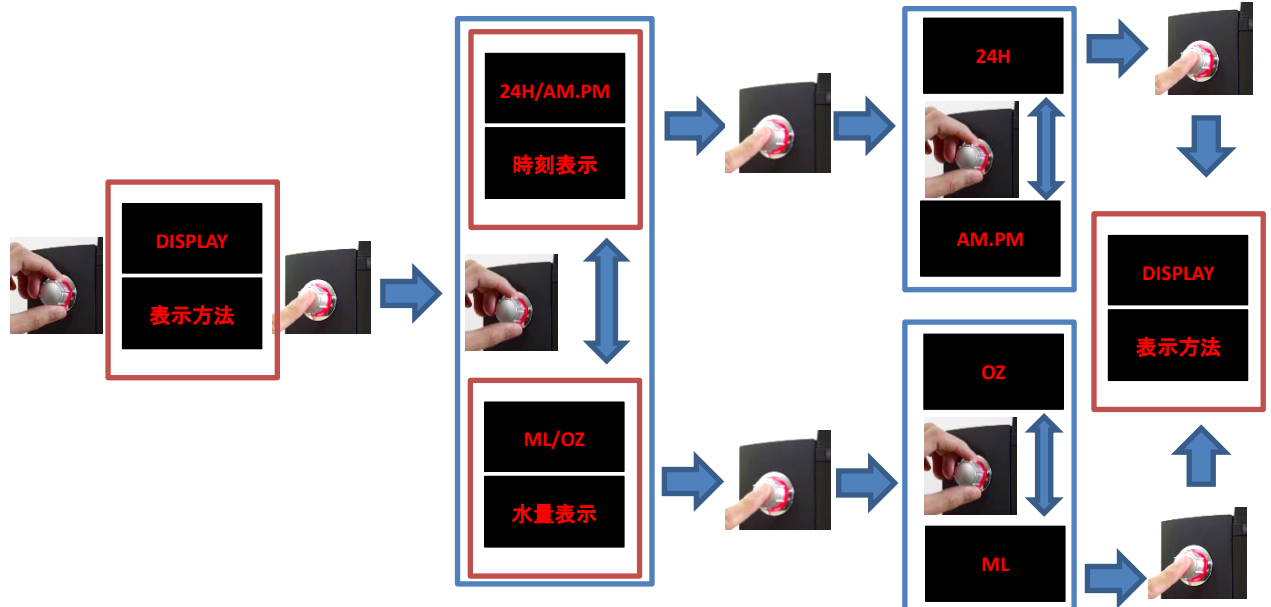 DISPLAY
表示方法
24H/AM.PM
時刻表示
ML/OZ
水量表示
24H
AM.PM
OZ
ML
DISPLAY
表示方法